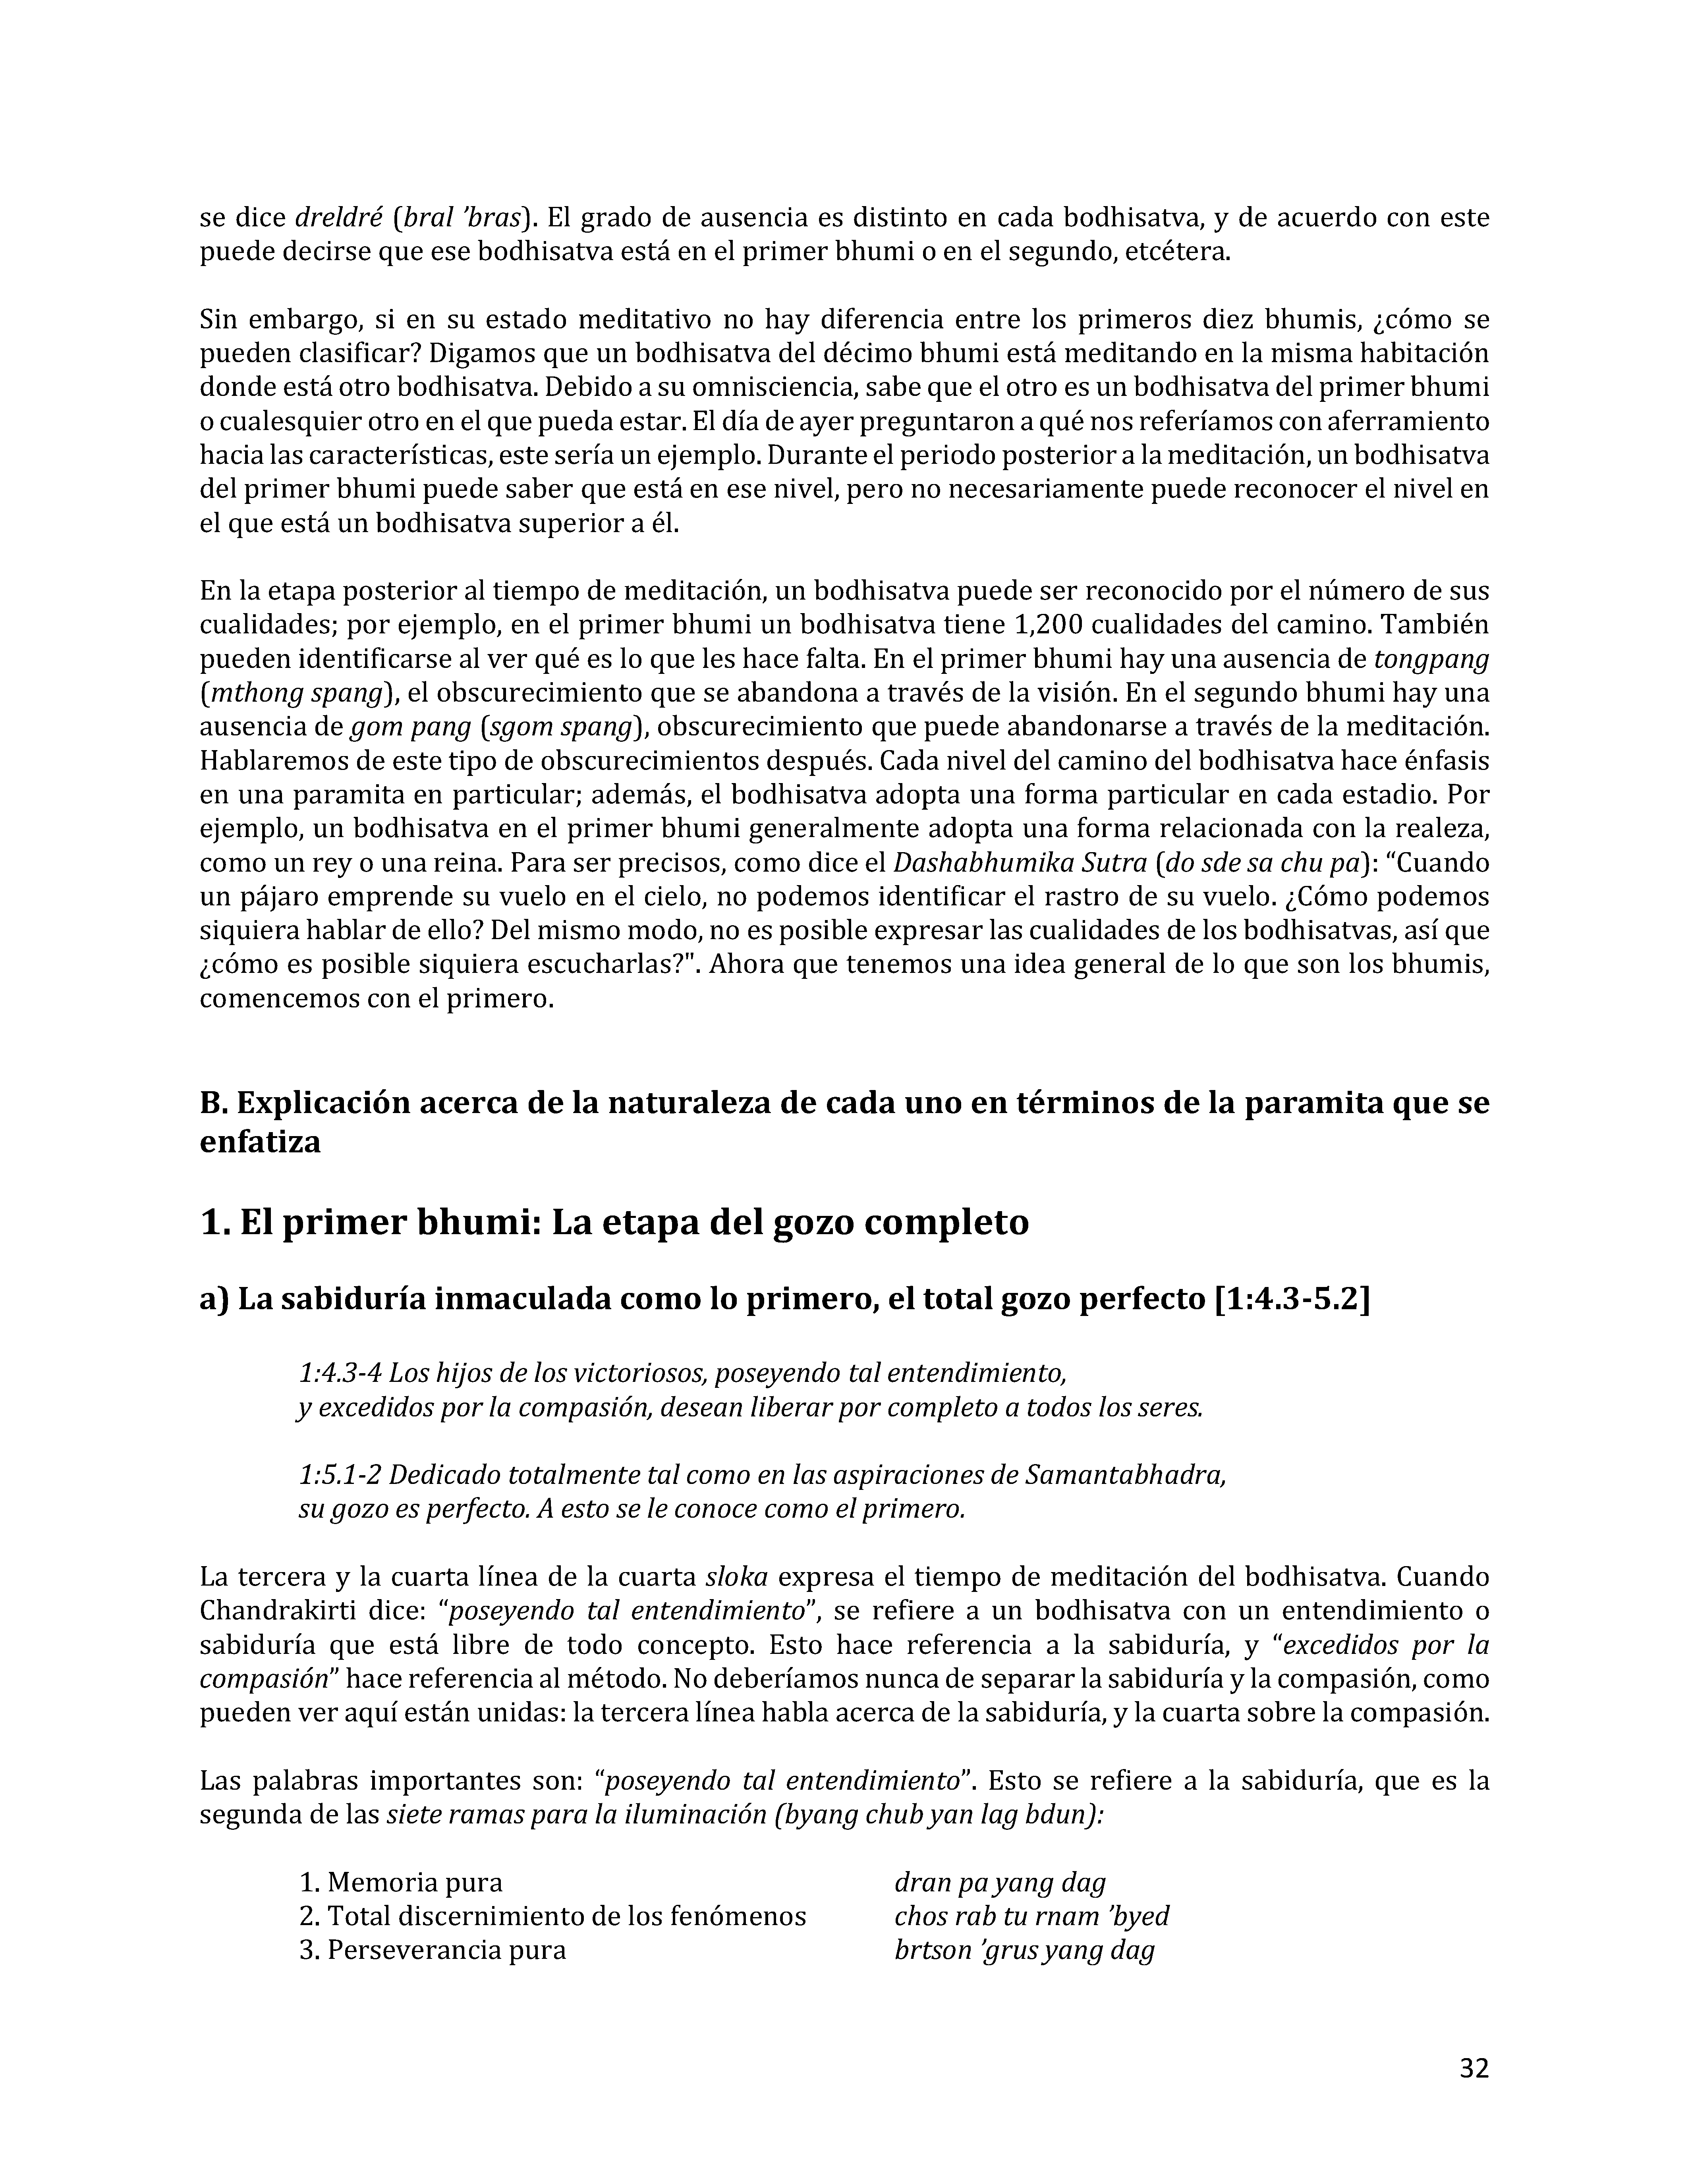 se dice dreldré (bral ’bras). El grado de ausencia es distinto en cada bodhisatva, y de acuerdo con este
puede decirse que ese bodhisatva está en el primer bhumi o en el segundo, etcétera.
Sin embargo, si en su estado meditativo no hay diferencia entre los primeros diez bhumis, ¿cómo se
pueden clasificar? Digamos que un bodhisatva del décimo bhumi está meditando en la misma habitación
donde está otro bodhisatva. Debido a su omnisciencia, sabe que el otro es un bodhisatva del primer bhumi
o cualesquier otro en el que pueda estar. El día de ayer preguntaron a qué nos referíamos con aferramiento
hacia las características, este sería un ejemplo. Durante el periodo posterior a la meditación, un bodhisatva
del primer bhumi puede saber que está en ese nivel, pero no necesariamente puede reconocer el nivel en
el que está un bodhisatva superior a él.
En la etapa posterior al tiempo de meditación, un bodhisatva puede ser reconocido por el número de sus
cualidades; por ejemplo, en el primer bhumi un bodhisatva tiene 1,200 cualidades del camino. También
pueden identificarse al ver qué es lo que les hace falta. En el primer bhumi hay una ausencia de tongpang
(mthong spang), el obscurecimiento que se abandona a través de la visión. En el segundo bhumi hay una
ausencia de gom pang (sgom spang), obscurecimiento que puede abandonarse a través de la meditación.
Hablaremos de este tipo de obscurecimientos después. Cada nivel del camino del bodhisatva hace énfasis
en una paramita en particular; además, el bodhisatva adopta una forma particular en cada estadio. Por
ejemplo, un bodhisatva en el primer bhumi generalmente adopta una forma relacionada con la realeza,
como un rey o una reina. Para ser precisos, como dice el Dashabhumika Sutra (do sde sa chu pa): “Cuando
un pájaro emprende su vuelo en el cielo, no podemos identificar el rastro de su vuelo. ¿Cómo podemos
siquiera hablar de ello? Del mismo modo, no es posible expresar las cualidades de los bodhisatvas, así que
¿cómo es posible siquiera escucharlas?". Ahora que tenemos una idea general de lo que son los bhumis,
comencemos con el primero.
B. Explicación acerca de la naturaleza de cada uno en términos de la paramita que se
enfatiza
1. El primer bhumi: La etapa del gozo completo
a) La sabiduría inmaculada como lo primero, el total gozo perfecto [1:4.3-5.2]
1:4.3-4 Los hijos de los victoriosos, poseyendo tal entendimiento,
y excedidos por la compasión, desean liberar por completo a todos los seres.
1:5.1-2 Dedicado totalmente tal como en las aspiraciones de Samantabhadra,
su gozo es perfecto. A esto se le conoce como el primero.
La tercera y la cuarta línea de la cuarta sloka expresa el tiempo de meditación del bodhisatva. Cuando
Chandrakirti dice: “poseyendo tal entendimiento”, se refiere a un bodhisatva con un entendimiento o
sabiduría que está libre de todo concepto. Esto hace referencia a la sabiduría, y “excedidos por la
compasión” hace referencia al método. No deberíamos nunca de separar la sabiduría y la compasión, como
pueden ver aquí están unidas: la tercera línea habla acerca de la sabiduría, y la cuarta sobre la compasión.
Las palabras importantes son: “poseyendo tal entendimiento”. Esto se refiere a la sabiduría, que es la
segunda de las siete ramas para la iluminación (byang chub yan lag bdun):
1. Memoria pura dran pa yang dag
2. Total discernimiento de los fenómenos chos rab tu rnam ’byed
3. Perseverancia pura brtson ’grus yang dag
32